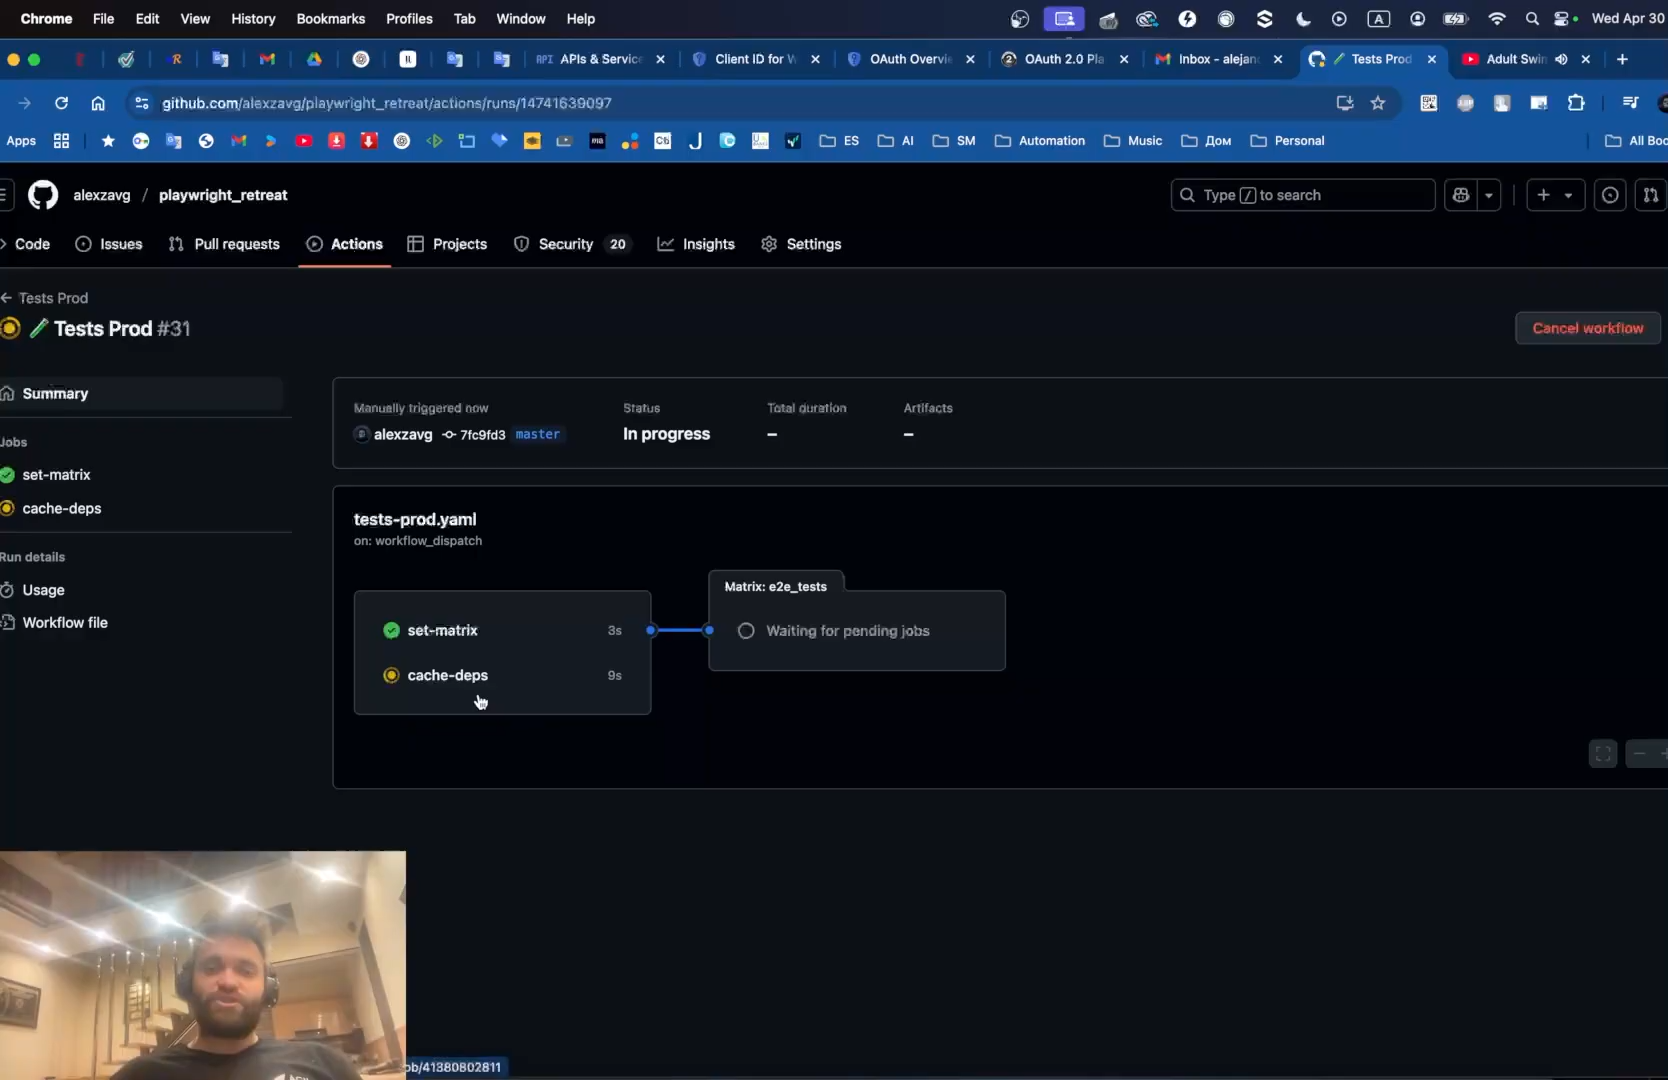 Chrome File Edit View History Bookmarks Profiles Tab Window Help A Wed Apr 30
API APIs & Service Client ID for W OAuth Overvi OAuth 2.0 Pla Inbox - alejan Tests Prod Adult Swim
github.com/alexzavg/playwright_retreat/actions/runs/14741639097
Apps ES AI SM Automation Music Дом Personal All Boo
alexzavg / playwright_retreat Type / to search
Code Issues Pull requests Actions Projects Security 20 Insights Settings
Tests Prod
Tests Prod #31 Cancel workflow
Summary
Jobs
set-matrix
cache-deps
Run details
Usage
Workflow file
Manually triggered now Status Total duration Artifacts
alexzavg 7fc9fd3 master In progress – –
tests-prod.yaml
on: workflow_dispatch
set-matrix 3s
cache-deps 9s
Matrix: e2e_tests
Waiting for pending jobs
ob/41380802811